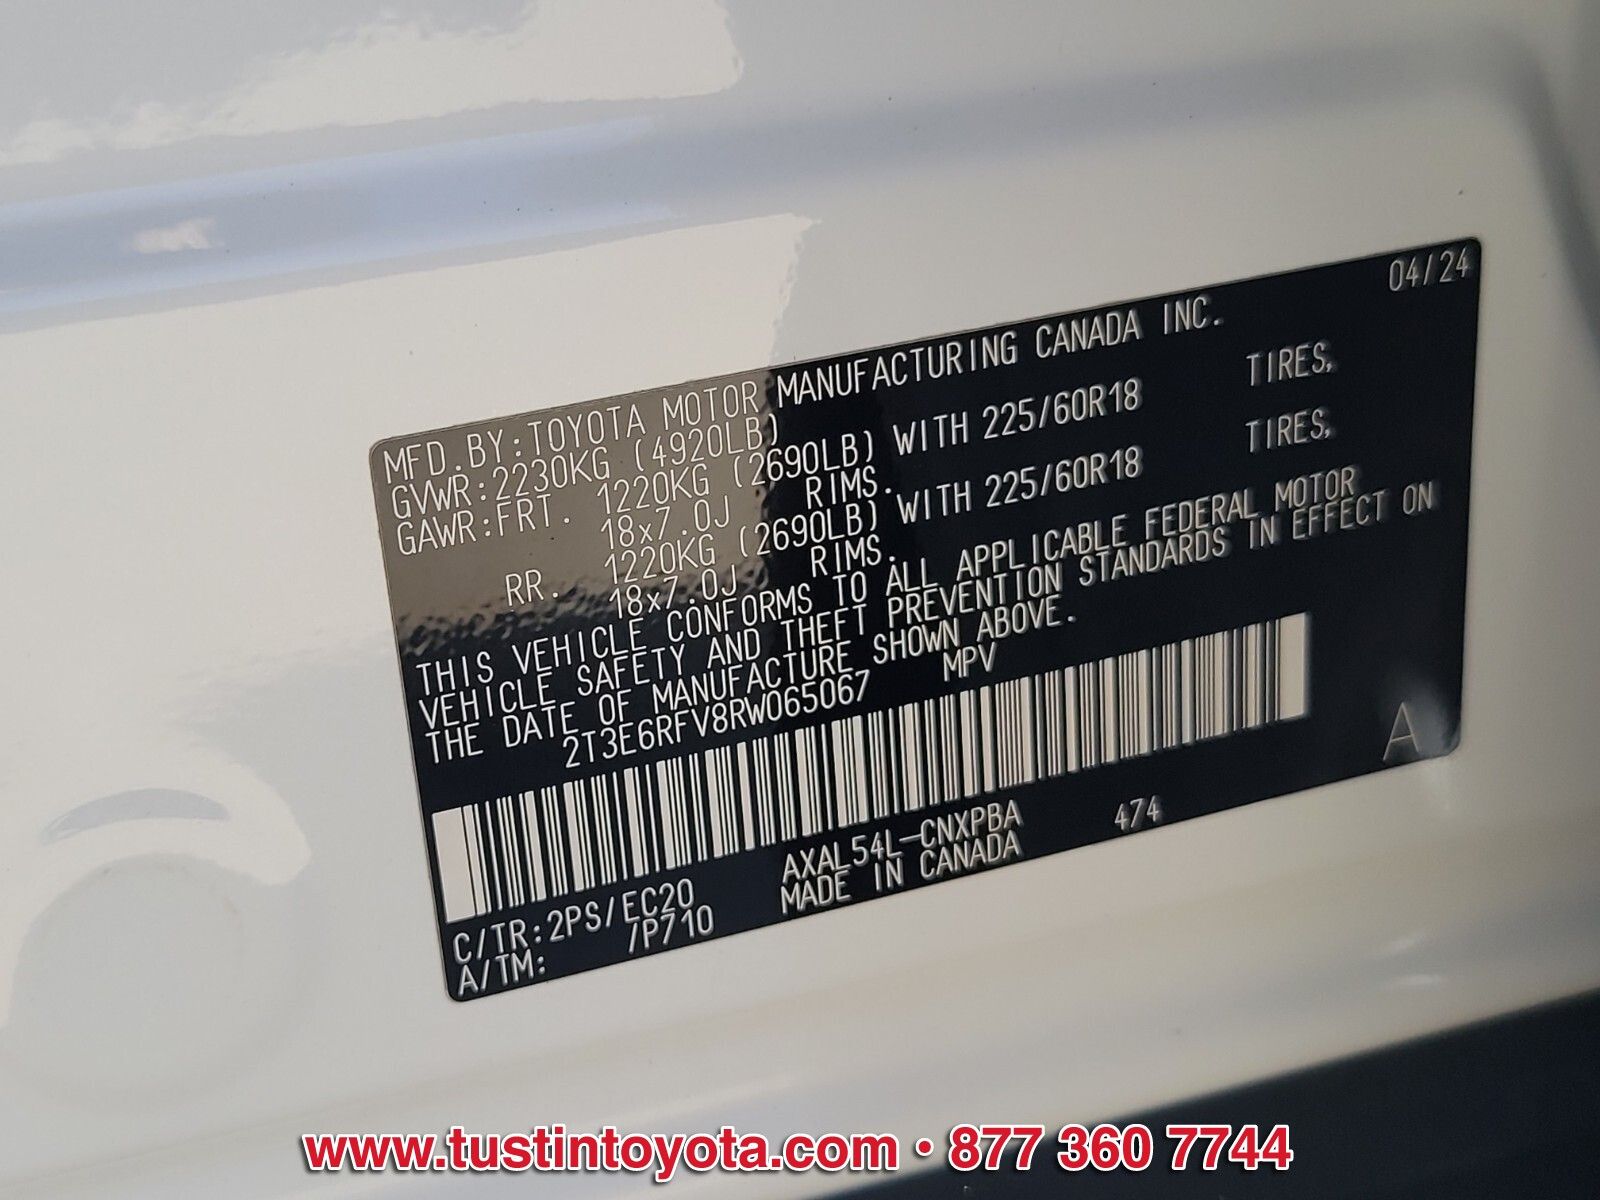 04/24
MFD.BY:TOYOTA MOTOR MANUFACTURING CANADA INC.
GVWR:2230KG (4920LB)
GAWR:FRT. 1220KG (2690LB) WITH 225/60R18 TIRES,
18x7.0J RIMS.
RR. 1220KG (2690LB) WITH 225/60R18 TIRES,
18x7.0J RIMS.
THIS VEHICLE CONFORMS TO ALL APPLICABLE FEDERAL MOTOR
VEHICLE SAFETY AND THEFT PREVENTION STANDARDS IN EFFECT ON
THE DATE OF MANUFACTURE SHOWN ABOVE.
2T3E6RFV8RW065067 MPV
A
C/TR:2PS/EC20 AXAL54L-CNXPBA 474
A/TM: /P710 MADE IN CANADA
www.tustintoyota.com • 877 360 7744